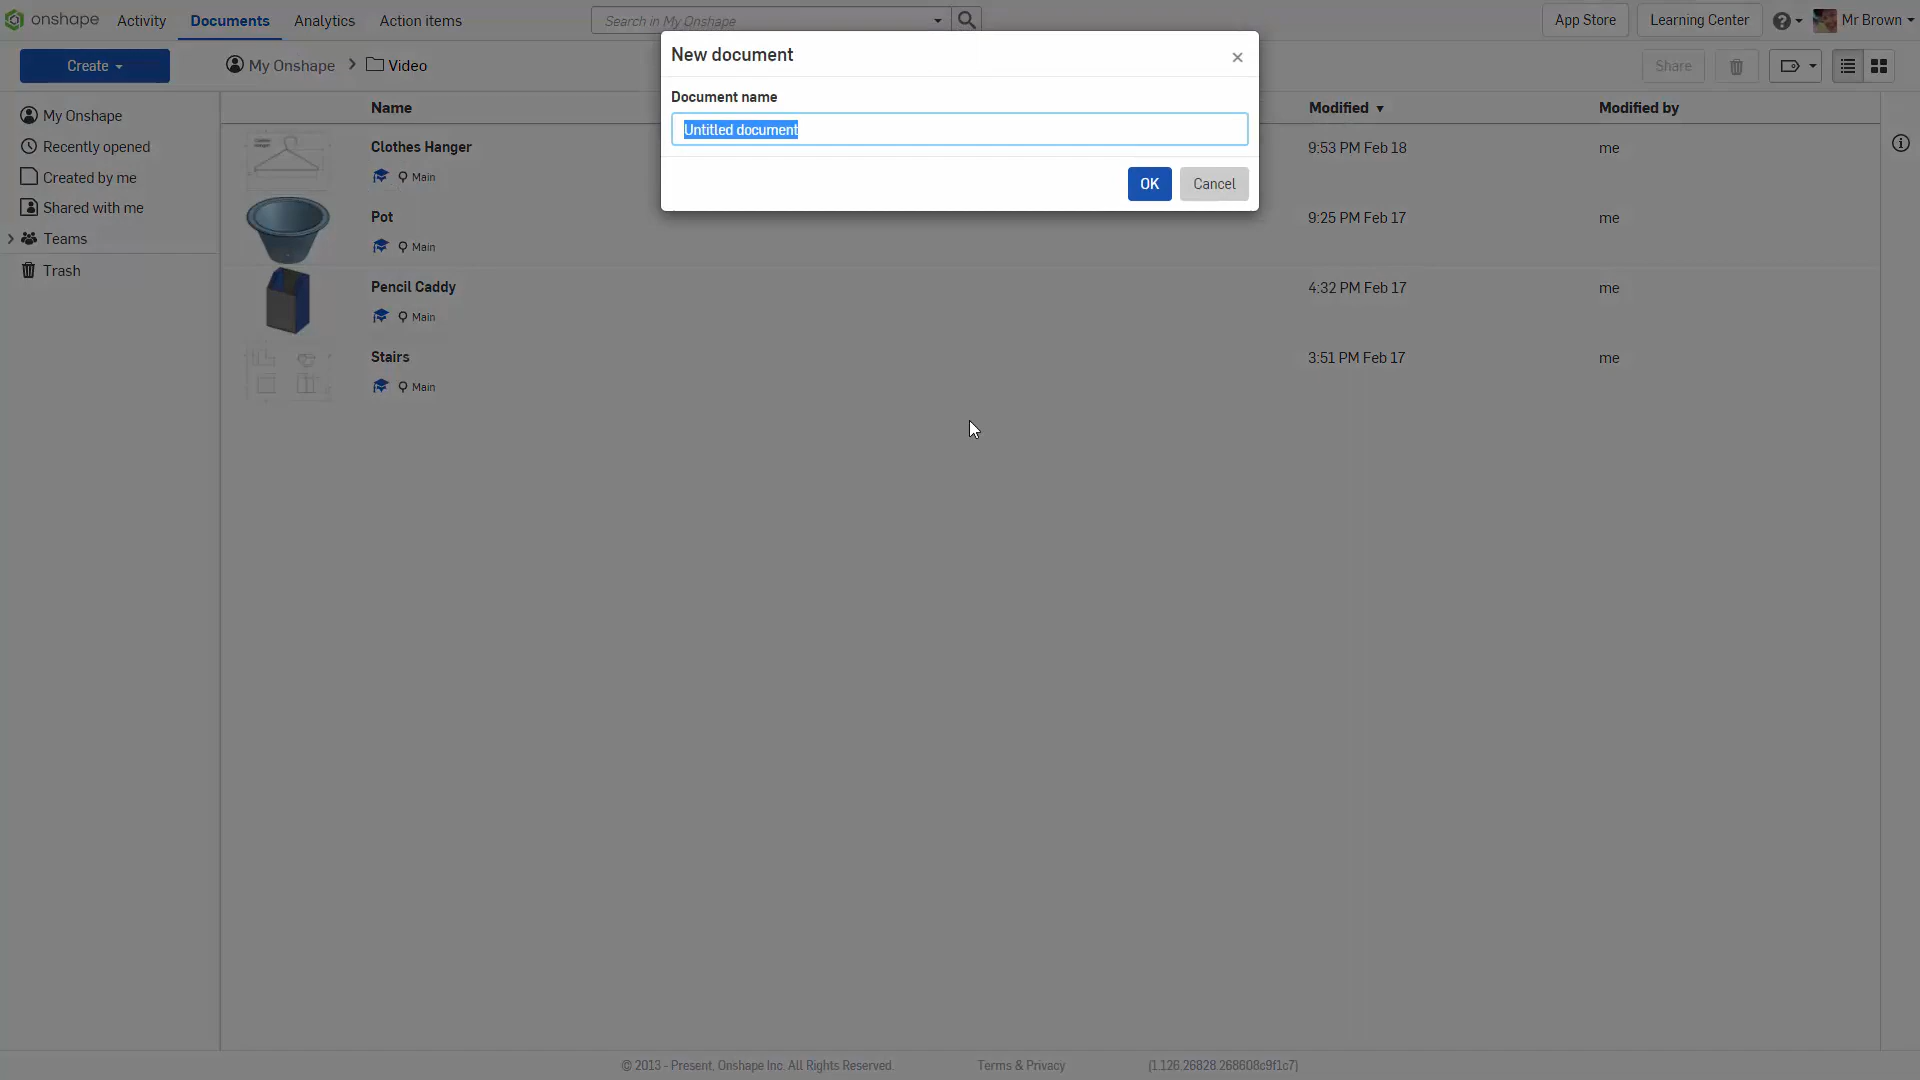 onshape Activity Documents Analytics Action items Search in My Onshape App Store Learning Center Mr Brown
Create My Onshape Video Share
New document
Document name
Untitled document
OK Cancel
My Onshape
Recently opened
Created by me
Shared with me
Teams
Trash
Name Modified Modified by
Clothes Hanger 9:53 PM Feb 18 me
Main
Pot 9:25 PM Feb 17 me
Main
Pencil Caddy 4:32 PM Feb 17 me
Main
Stairs 3:51 PM Feb 17 me
Main
© 2013 - Present, Onshape Inc. All Rights Reserved. Terms & Privacy (1.126.26828.268608c9f1c7)